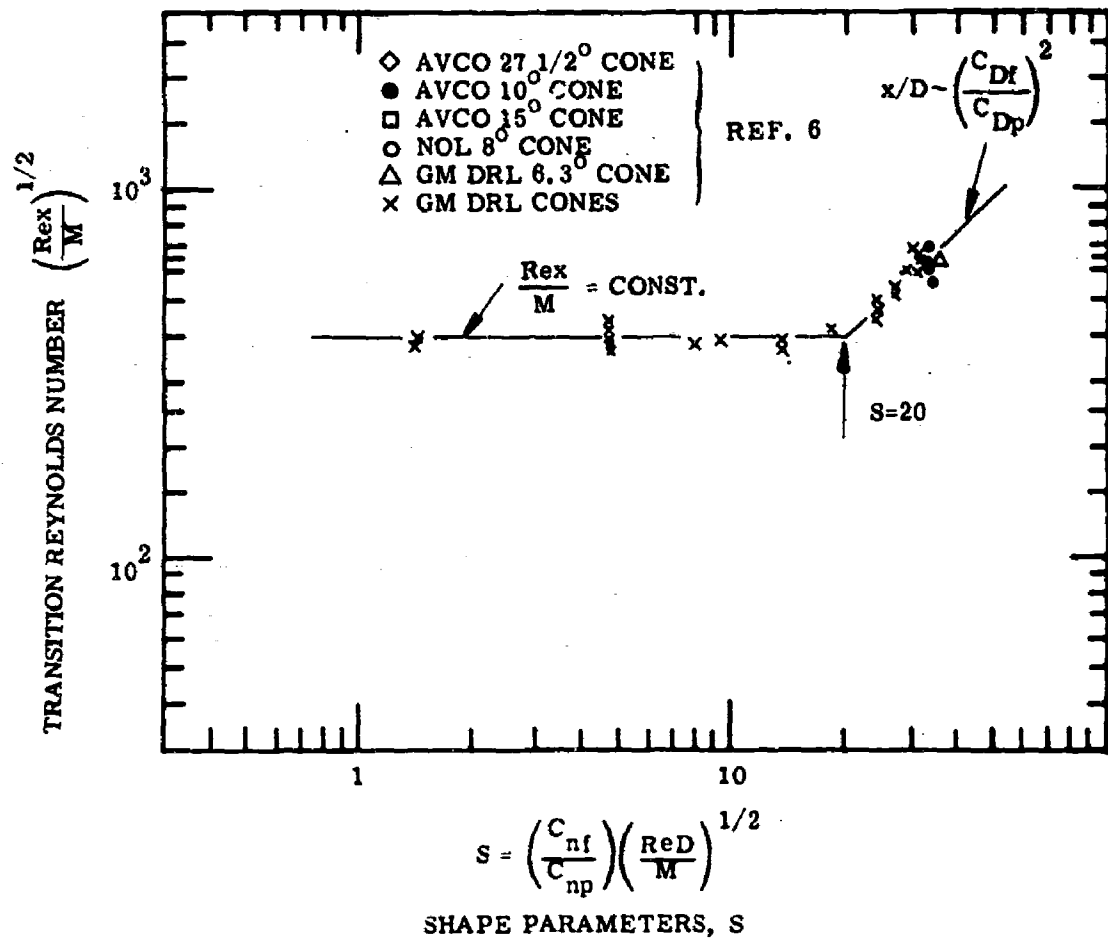 ◇ AVCO 27 1/2° CONE
● AVCO 10° CONE
□ AVCO 15° CONE
○ NOL 8° CONE
△ GM DRL 6.3° CONE
× GM DRL CONES
REF. 6
x/D ~ (C_Df / C_Dp)^2
Rex/M = CONST.
S=20
TRANSITION REYNOLDS NUMBER (Rex/M)^1/2
10^3
10^2
1 10
S = (C_nf / C_np)(ReD/M)^1/2
SHAPE PARAMETERS, S